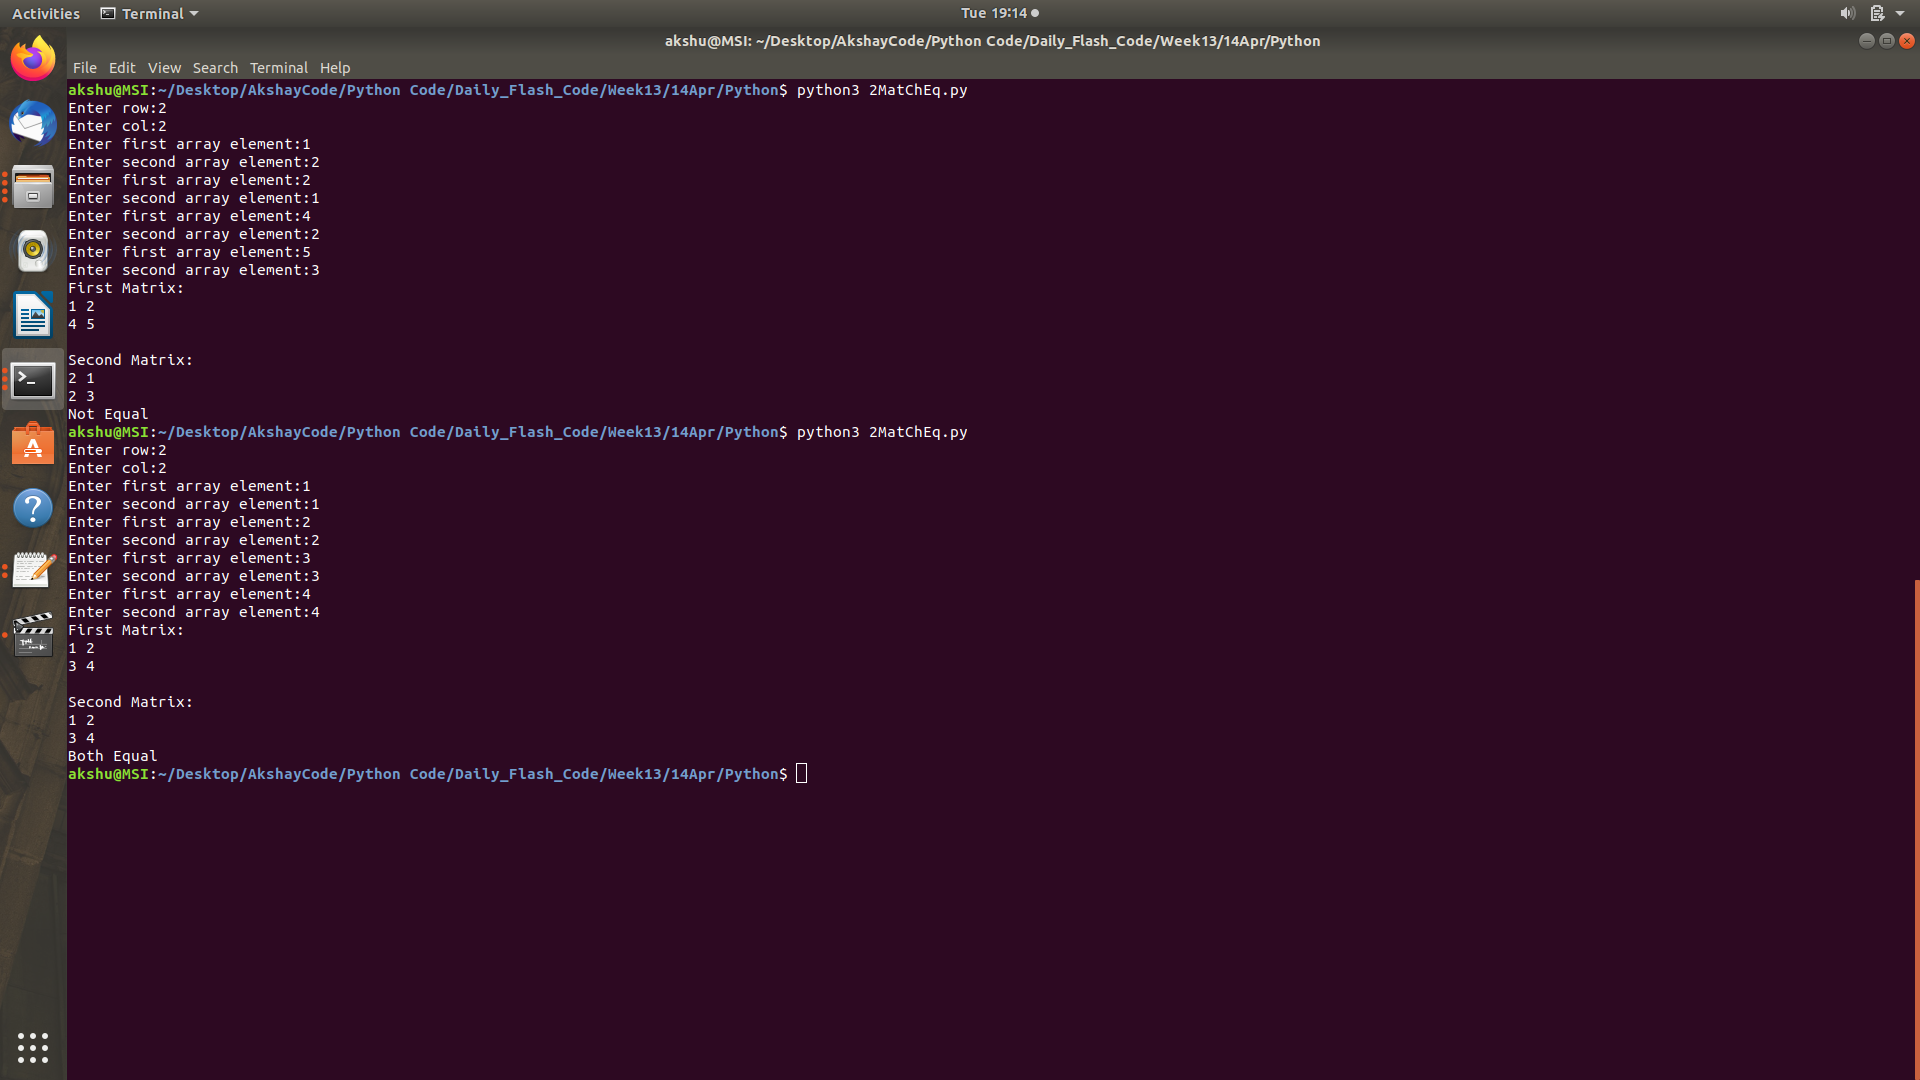 Activities Terminal Tue 19:14
akshu@MSI: ~/Desktop/AkshayCode/Python Code/Daily_Flash_Code/Week13/14Apr/Python
File Edit View Search Terminal Help
akshu@MSI:~/Desktop/AkshayCode/Python Code/Daily_Flash_Code/Week13/14Apr/Python$ python3 2MatChEq.py
Enter row:2
Enter col:2
Enter first array element:1
Enter second array element:2
Enter first array element:2
Enter second array element:1
Enter first array element:4
Enter second array element:2
Enter first array element:5
Enter second array element:3
First Matrix:
1 2
4 5

Second Matrix:
2 1
2 3
Not Equal
akshu@MSI:~/Desktop/AkshayCode/Python Code/Daily_Flash_Code/Week13/14Apr/Python$ python3 2MatChEq.py
Enter row:2
Enter col:2
Enter first array element:1
Enter second array element:1
Enter first array element:2
Enter second array element:2
Enter first array element:3
Enter second array element:3
Enter first array element:4
Enter second array element:4
First Matrix:
1 2
3 4

Second Matrix:
1 2
3 4
Both Equal
akshu@MSI:~/Desktop/AkshayCode/Python Code/Daily_Flash_Code/Week13/14Apr/Python$